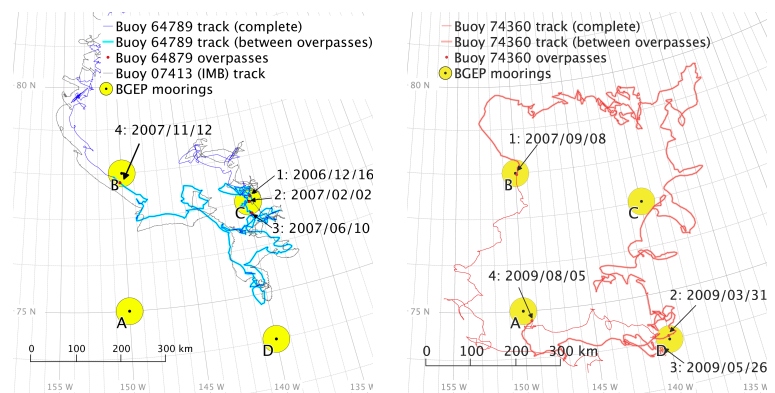 Buoy 64789 track (complete)
Buoy 64789 track (between overpasses)
Buoy 64879 overpasses
Buoy 07413 (IMB) track
BGEP moorings
80 N
4: 2007/11/12
B
1: 2006/12/16
2: 2007/02/02
C
3: 2007/06/10
75 N
A
D
0 100 200 300 km
155 W
150 W
145 W
140 W
135 W
Buoy 74360 track (complete)
Buoy 74360 track (between overpasses)
Buoy 74360 overpasses
BGEP moorings
80 N
1: 2007/09/08
B
C
4: 2009/08/05
2: 2009/03/31
75 N
A
D
3: 2009/05/26
0 100 200 300 km
155 W
150 W
145 W
140 W
135 W